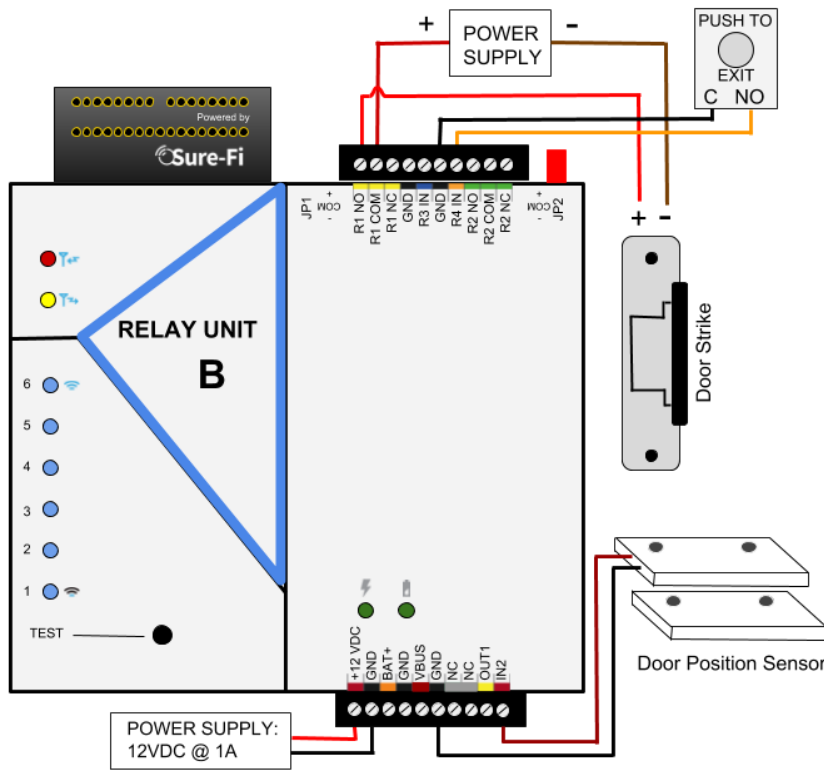 +
POWER
SUPPLY
-
PUSH TO
EXIT
C NO
Powered by
Sure-Fi
JP1
+
COM
-
R1 NO
R1 COM
R1 NC
GND
R3 IN
GND
R4 IN
R2 NO
R2 COM
R2 NC
+
COM
-
JP2
+ -
RELAY UNIT
B
Door Strike
6
5
4
3
2
1
TEST
+12 VDC
GND
BAT+
GND
VBUS
GND
NC
NC
OUT1
IN2
Door Position Sensor
POWER SUPPLY:
12VDC @ 1A